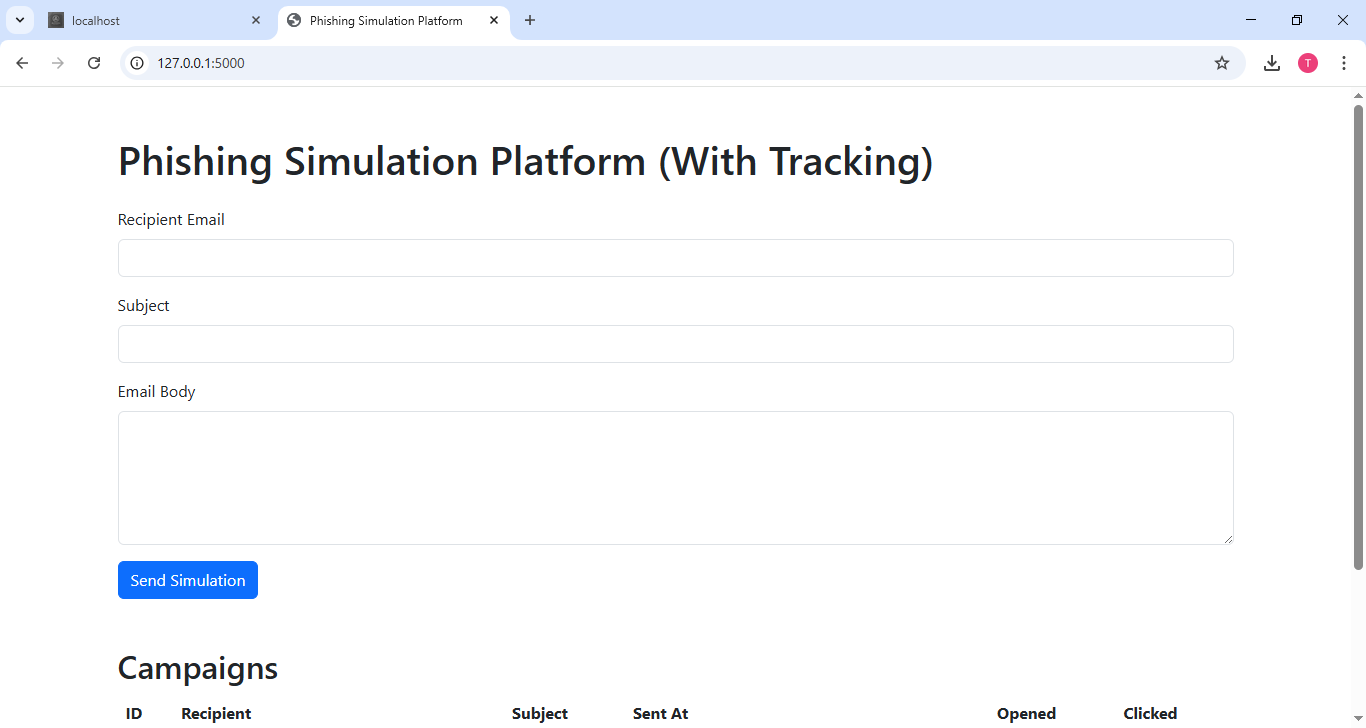 localhost
Phishing Simulation Platform
127.0.0.1:5000
T
Phishing Simulation Platform (With Tracking)
Recipient Email
Subject
Email Body
Send Simulation
Campaigns
ID Recipient Subject Sent At Opened Clicked